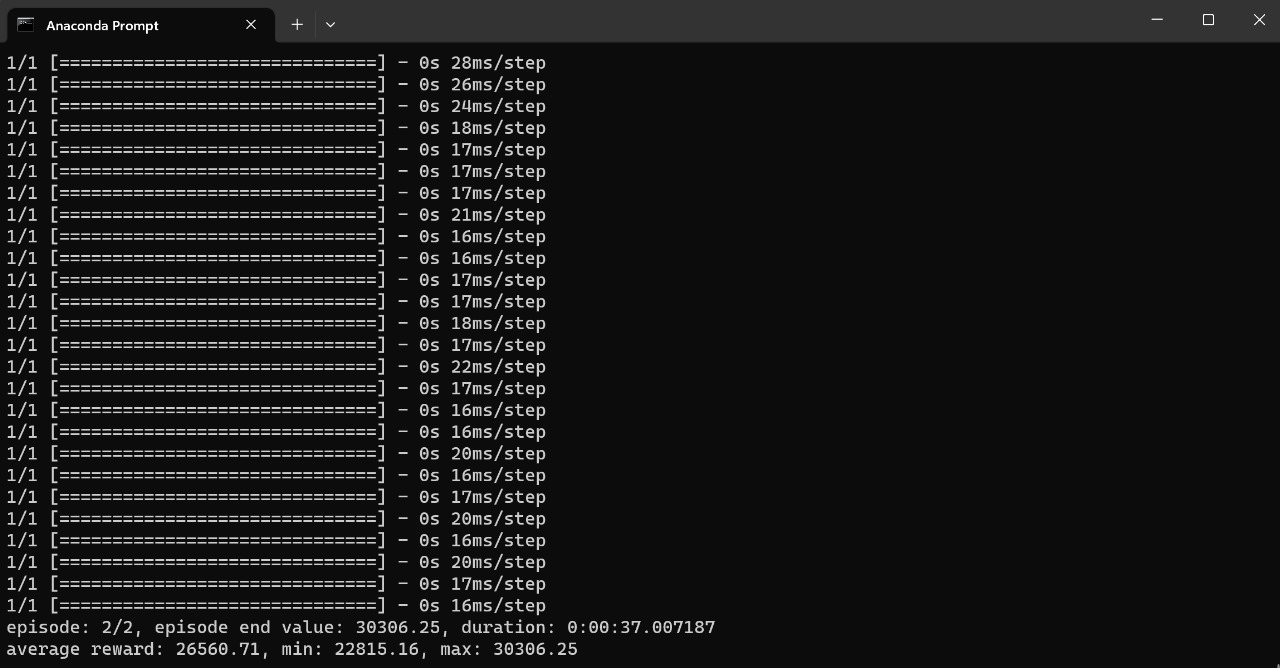 Anaconda Prompt
1/1 [==============================] - 0s 28ms/step
1/1 [==============================] - 0s 26ms/step
1/1 [==============================] - 0s 24ms/step
1/1 [==============================] - 0s 18ms/step
1/1 [==============================] - 0s 17ms/step
1/1 [==============================] - 0s 17ms/step
1/1 [==============================] - 0s 17ms/step
1/1 [==============================] - 0s 21ms/step
1/1 [==============================] - 0s 16ms/step
1/1 [==============================] - 0s 16ms/step
1/1 [==============================] - 0s 17ms/step
1/1 [==============================] - 0s 17ms/step
1/1 [==============================] - 0s 18ms/step
1/1 [==============================] - 0s 17ms/step
1/1 [==============================] - 0s 22ms/step
1/1 [==============================] - 0s 17ms/step
1/1 [==============================] - 0s 16ms/step
1/1 [==============================] - 0s 16ms/step
1/1 [==============================] - 0s 20ms/step
1/1 [==============================] - 0s 16ms/step
1/1 [==============================] - 0s 17ms/step
1/1 [==============================] - 0s 20ms/step
1/1 [==============================] - 0s 16ms/step
1/1 [==============================] - 0s 20ms/step
1/1 [==============================] - 0s 17ms/step
1/1 [==============================] - 0s 16ms/step
episode: 2/2, episode end value: 30306.25, duration: 0:00:37.007187
average reward: 26560.71, min: 22815.16, max: 30306.25